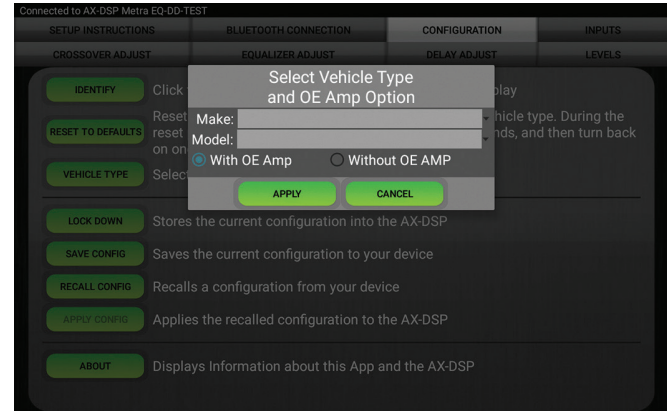 Connected to AX-DSP Metra EQ-DD-TEST
SETUP INSTRUCTIONS BLUETOOTH CONNECTION CONFIGURATION INPUTS
CROSSOVER ADJUST EQUALIZER ADJUST DELAY ADJUST LEVELS
Select Vehicle Type
and OE Amp Option
Make:
Model:
With OE Amp Without OE AMP
APPLY CANCEL
IDENTIFY Click play
RESET TO DEFAULTS Reset hicle type. During the
reset nds, and then turn back
on on
VEHICLE TYPE Select
LOCK DOWN Stores the current configuration into the AX-DSP
SAVE CONFIG Saves the current configuration to your device
RECALL CONFIG Recalls a configuration from your device
APPLY CONFIG Applies the recalled configuration to the AX-DSP
ABOUT Displays Information about this App and the AX-DSP